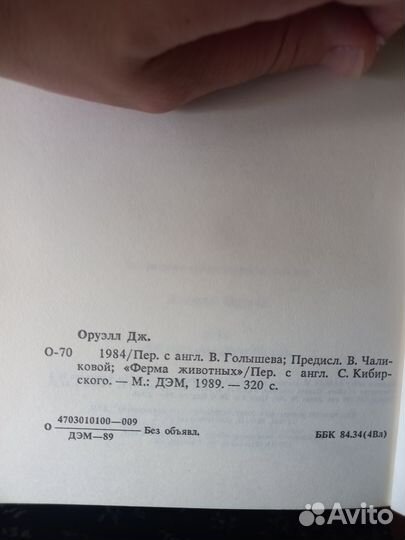 Оруэлл Дж.
О-70 1984/Пер. с англ. В. Голышева; Предисл. В. Чали-
ковой; «Ферма животных»/Пер. с англ. С. Кибир-
ского. — М.: ДЭМ, 1989. — 320 с.
О 4703010100—009
ДЭМ—89
Без объявл.
ББК 84.34(4Вл)
Avito